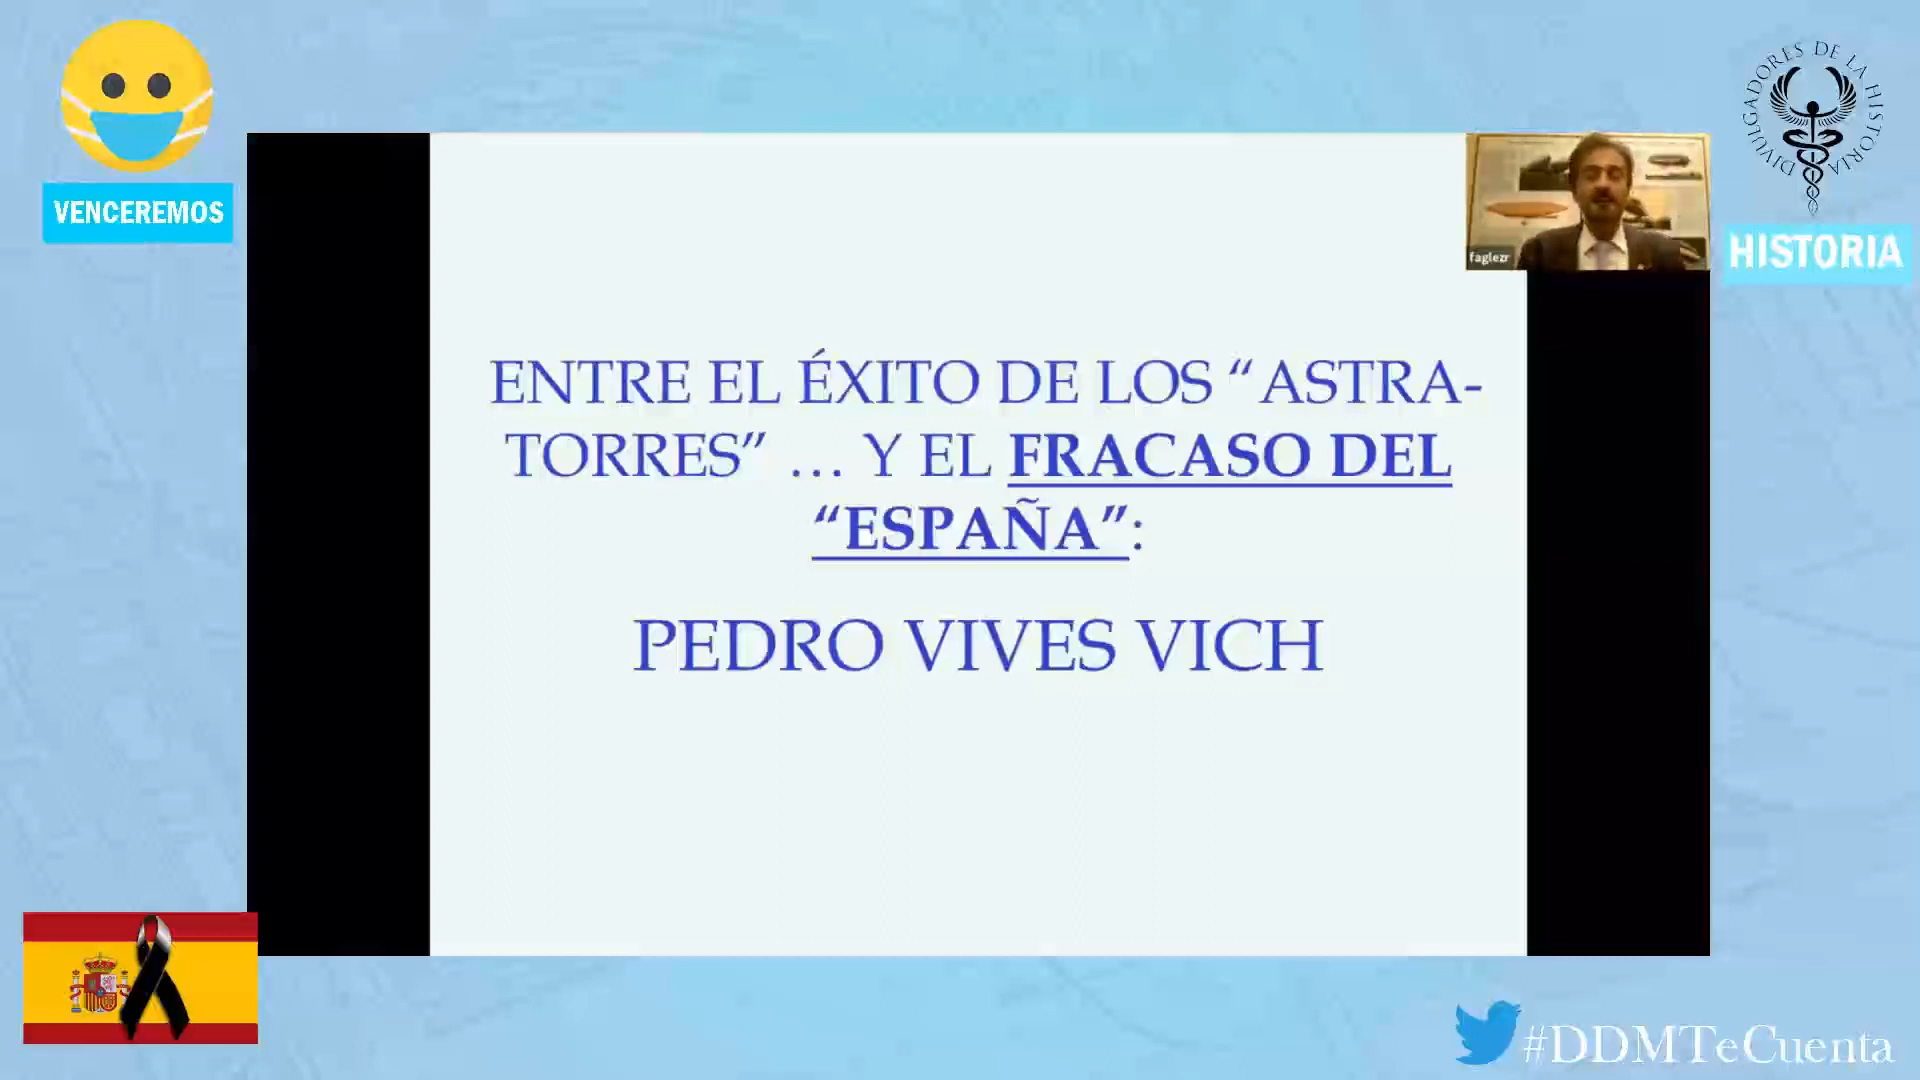 VENCEREMOS
DIVULGADORES DE LA HISTORIA
HISTORIA
faglezr
ENTRE EL ÉXITO DE LOS “ASTRA-
TORRES” … Y EL FRACASO DEL
“ESPAÑA”:
PEDRO VIVES VICH
#DDMTeCuenta